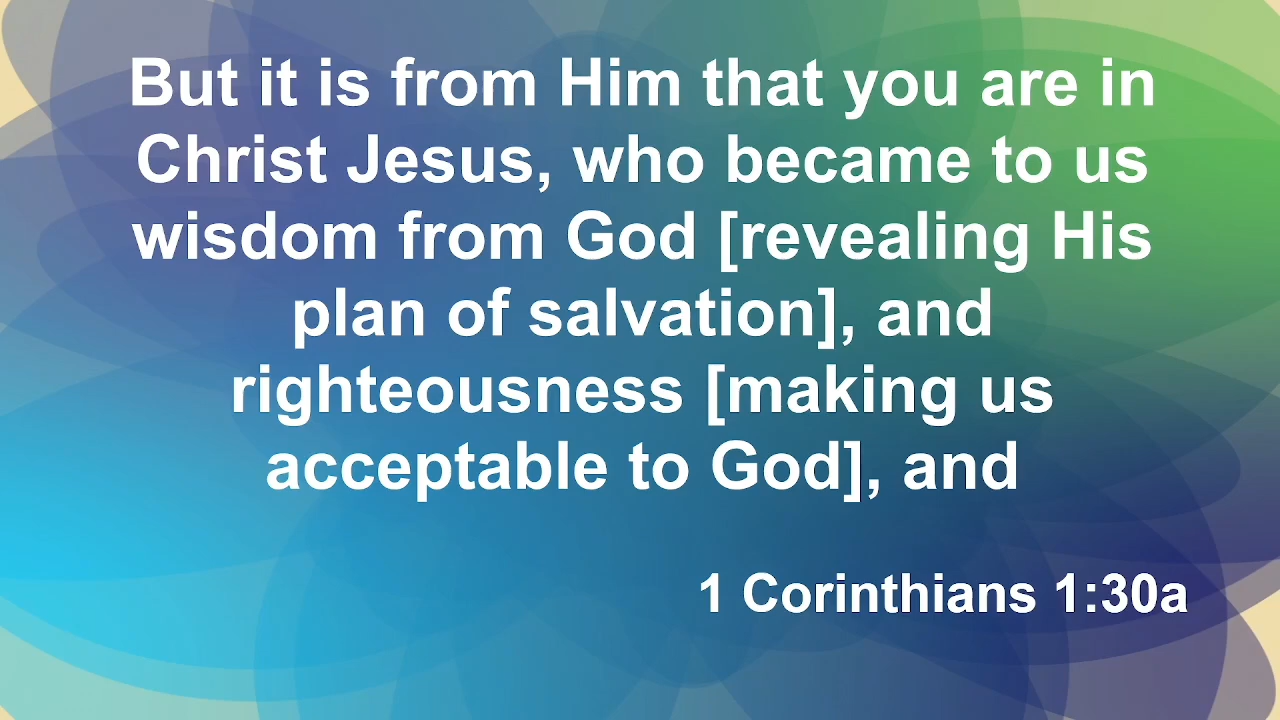 But it is from Him that you are in
Christ Jesus, who became to us
wisdom from God [revealing His
plan of salvation], and
righteousness [making us
acceptable to God], and
1 Corinthians 1:30a